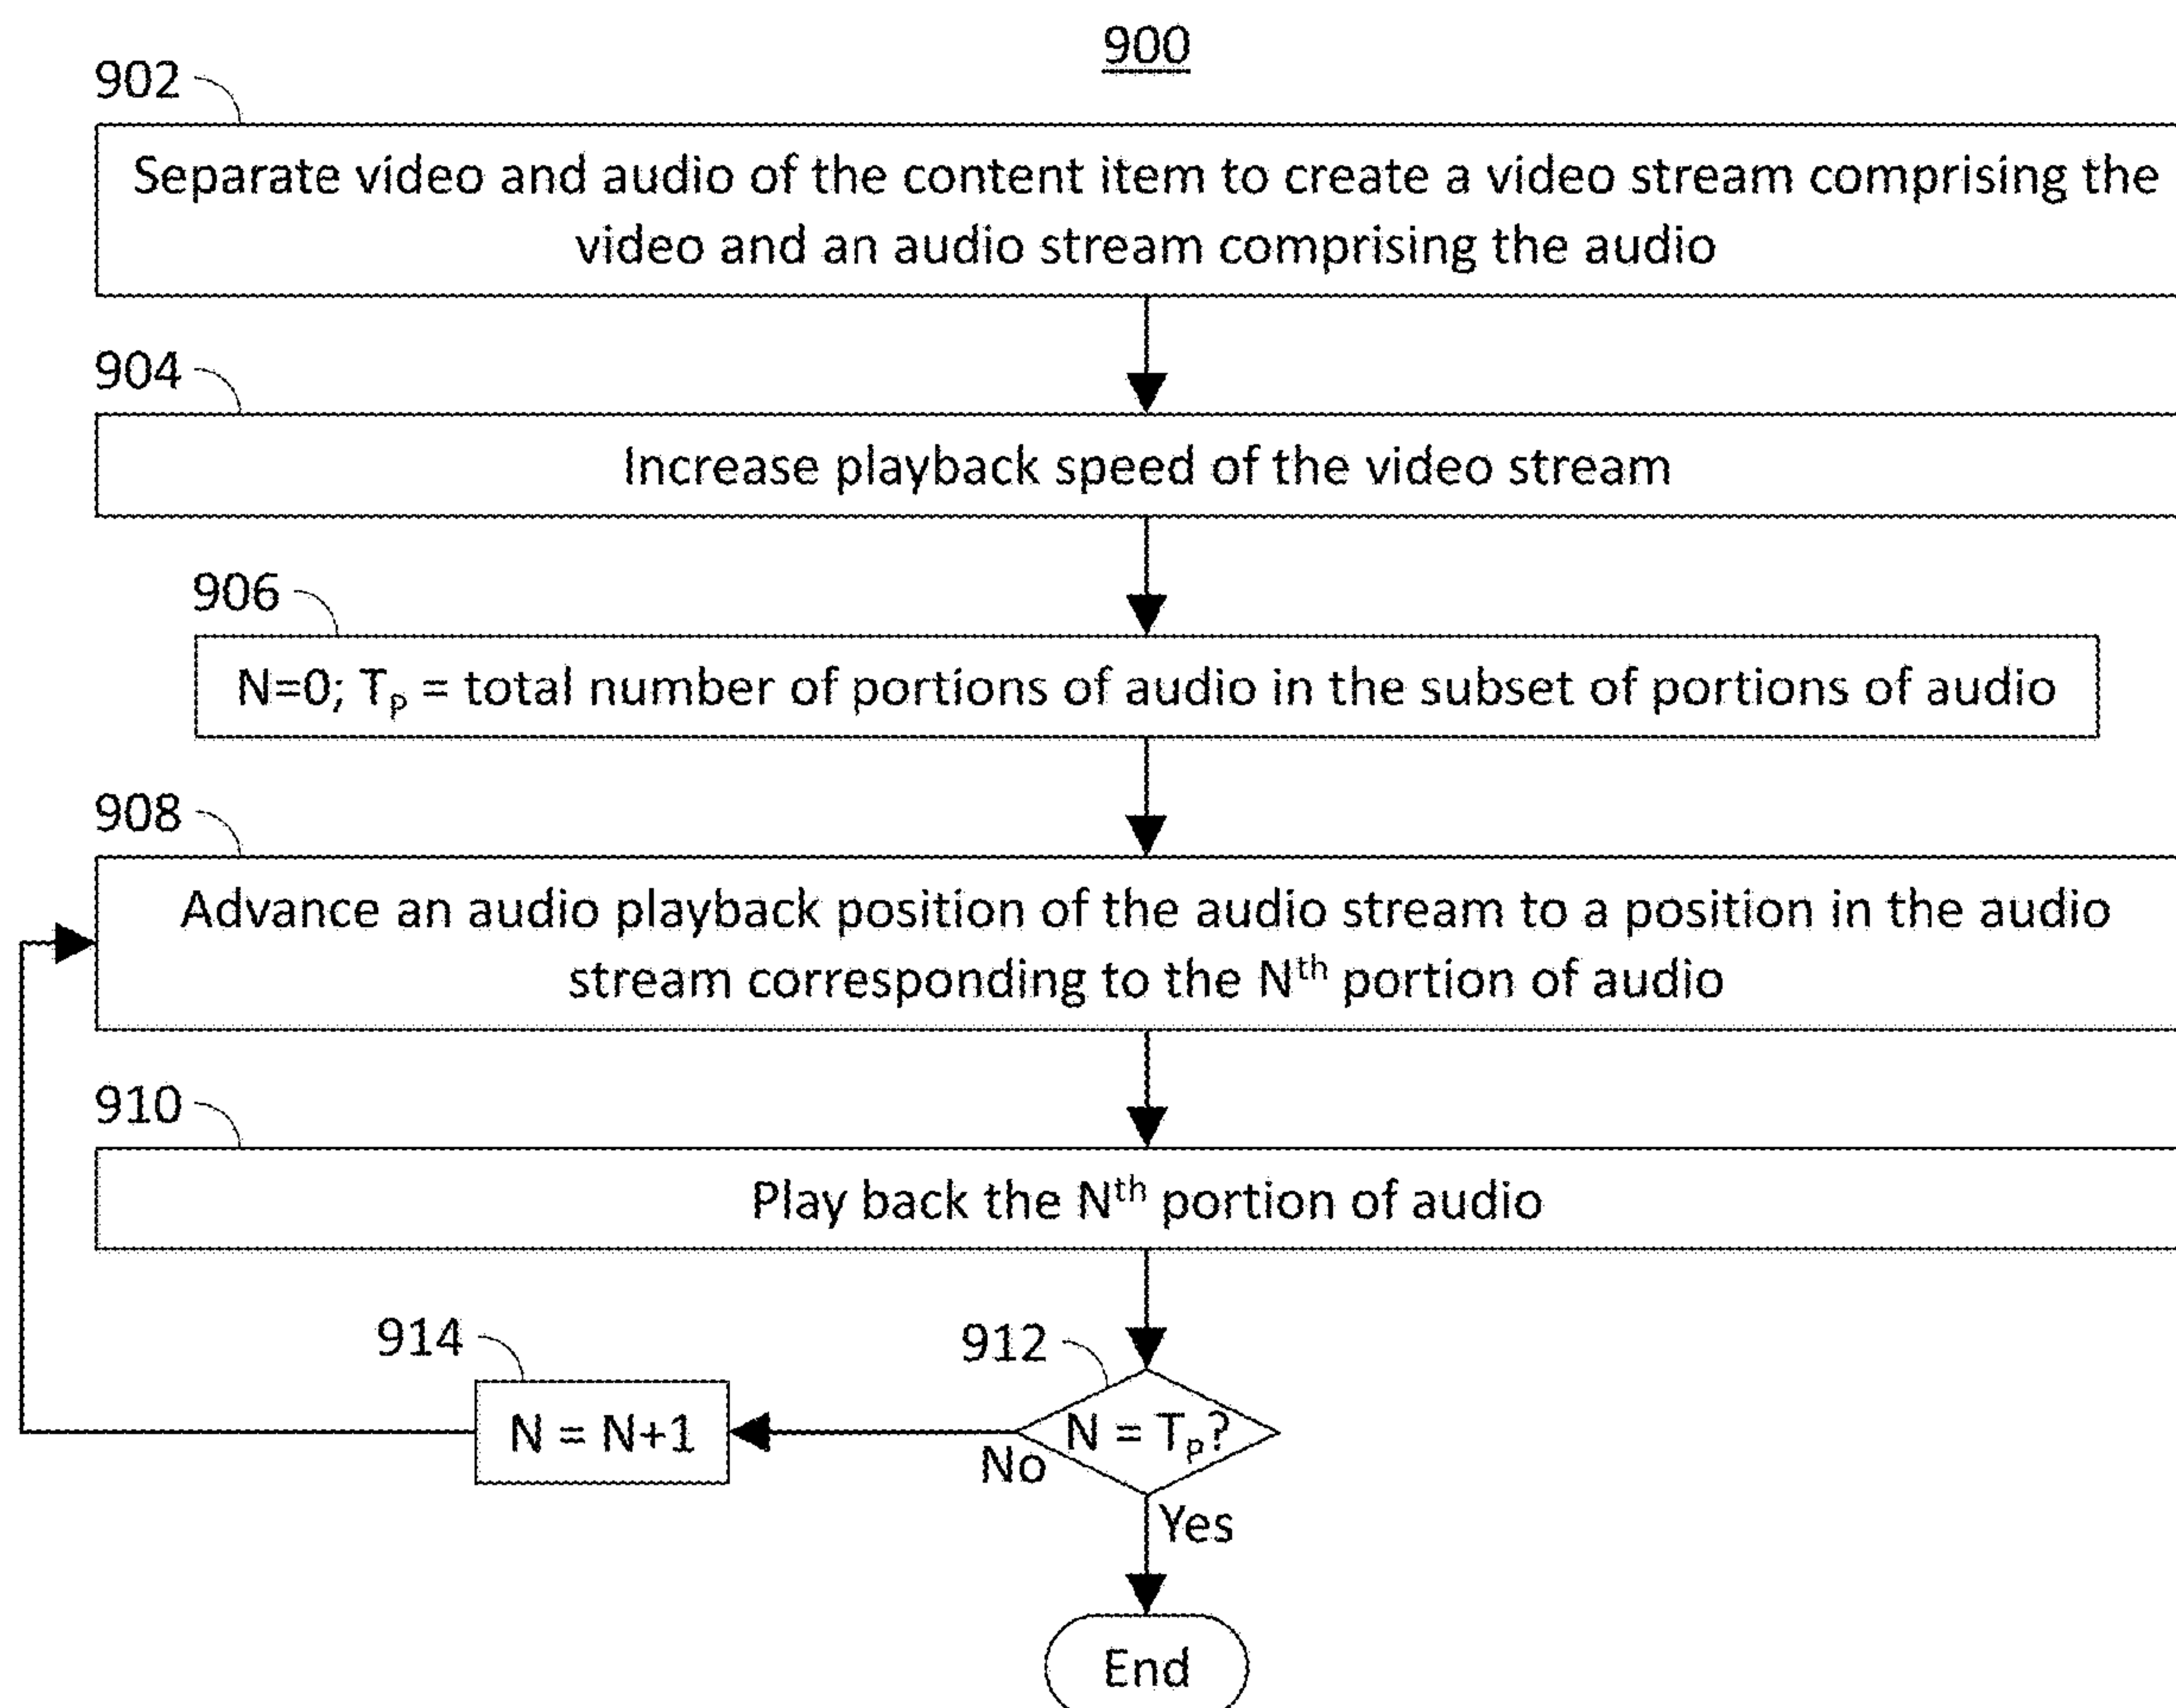 900
902
Separate video and audio of the content item to create a video stream comprising the
video and an audio stream comprising the audio
904
Increase playback speed of the video stream
906
N=0; Tₚ = total number of portions of audio in the subset of portions of audio
908
Advance an audio playback position of the audio stream to a position in the audio
stream corresponding to the Nᵗʰ portion of audio
910
Play back the Nᵗʰ portion of audio
914
912
N = N+1
N = Tₚ?
No
Yes
End